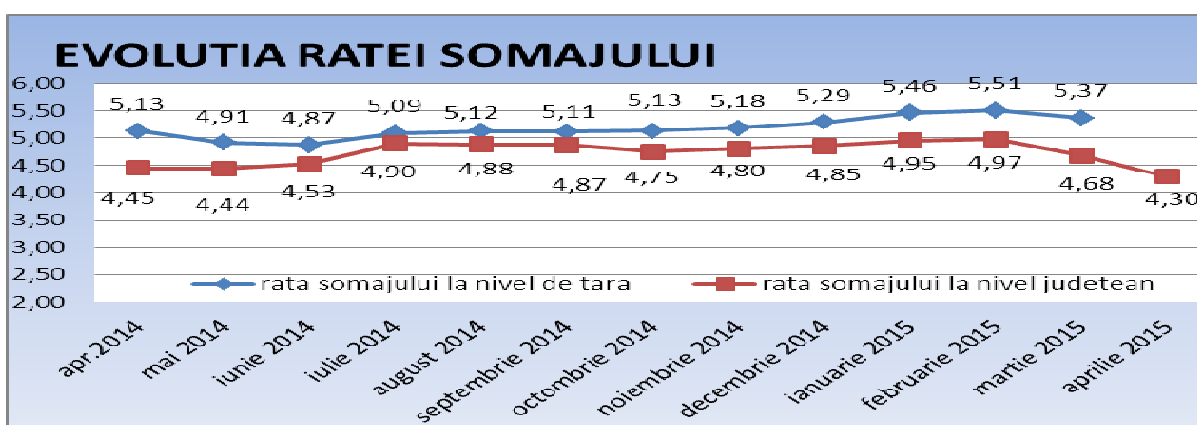 EVOLUTIA RATEI SOMAJULUI
6,00
5,50
5,00
4,50
4,00
3,50
3,00
2,50
2,00
5,13 4,91 4,87 5,09 5,12 5,11 5,13 5,18 5,29 5,46 5,51 5,37
4,45 4,44 4,53 4,90 4,88 4,87 4,75 4,80 4,85 4,95 4,97 4,68 4,30
rata somajului la nivel de tara
rata somajului la nivel judetean
apr.2014
mai 2014
iunie 2014
iulie 2014
august 2014
septembrie 2014
octombrie 2014
noiembrie 2014
decembrie 2014
ianuarie 2015
februarie 2015
martie 2015
aprilie 2015